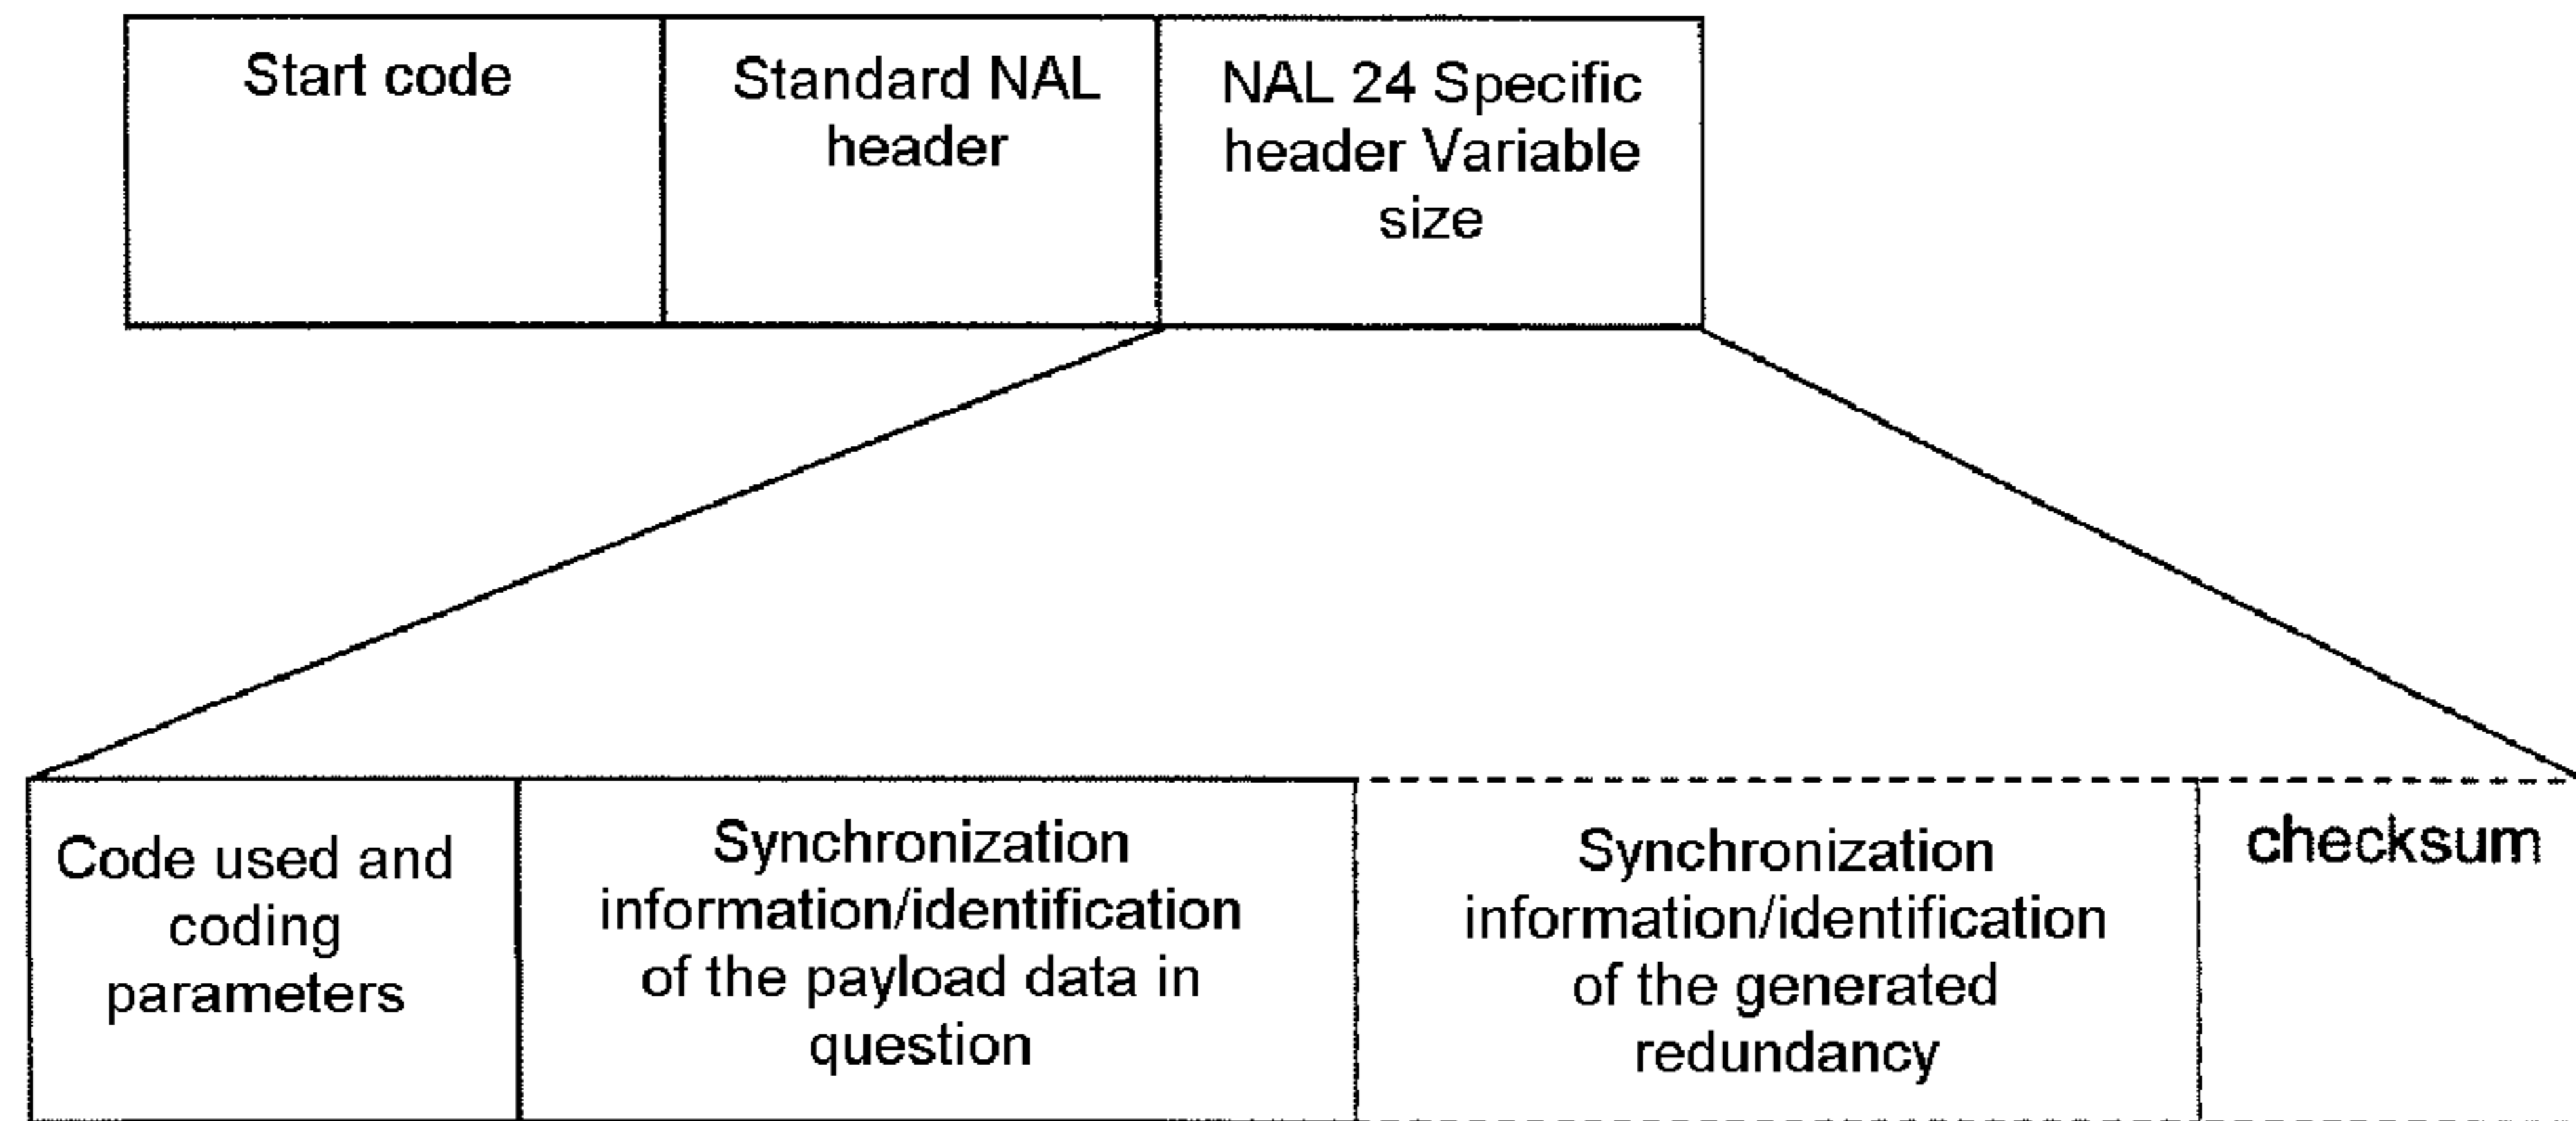 Start code
Standard NAL
header
NAL 24 Specific
header Variable
size
Code used and
coding
parameters
Synchronization
information/identification
of the payload data in
question
Synchronization
information/identification
of the generated
redundancy
checksum